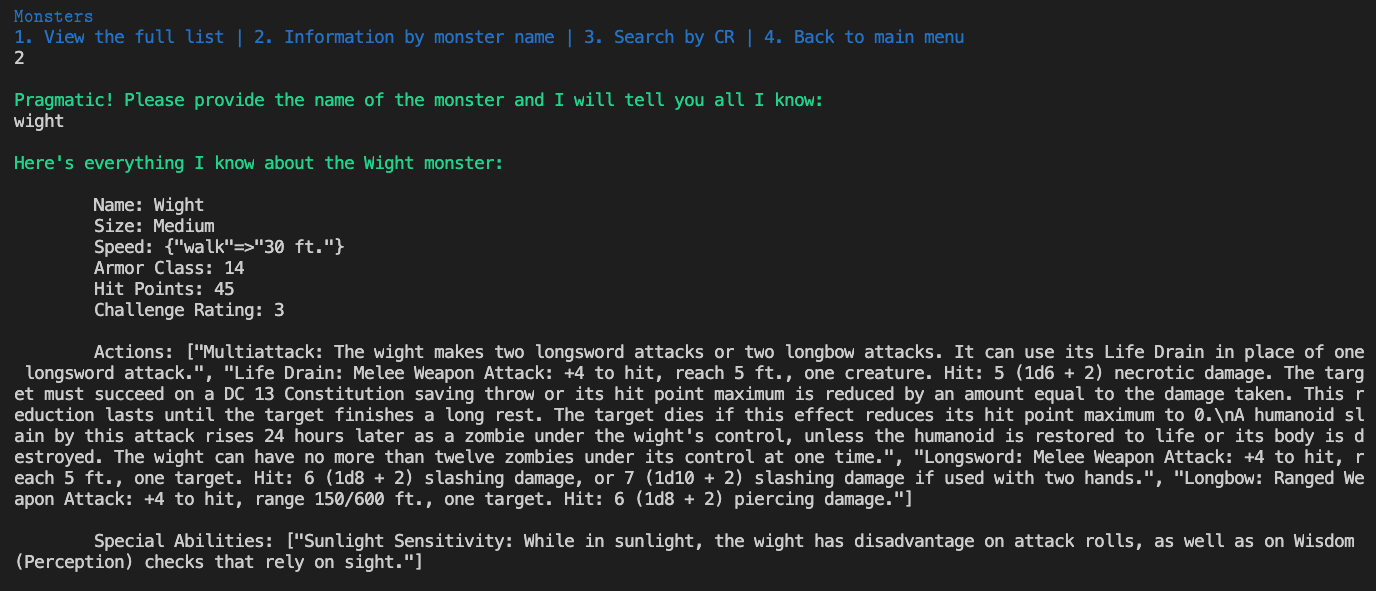 Monsters
1. View the full list | 2. Information by monster name | 3. Search by CR | 4. Back to main menu
2
Pragmatic! Please provide the name of the monster and I will tell you all I know:
wight
Here's everything I know about the Wight monster:
Name: Wight
Size: Medium
Speed: {"walk"=>"30 ft."}
Armor Class: 14
Hit Points: 45
Challenge Rating: 3
Actions: ["Multiattack: The wight makes two longsword attacks or two longbow attacks. It can use its Life Drain in place of one
longsword attack.", "Life Drain: Melee Weapon Attack: +4 to hit, reach 5 ft., one creature. Hit: 5 (1d6 + 2) necrotic damage. The targ
et must succeed on a DC 13 Constitution saving throw or its hit point maximum is reduced by an amount equal to the damage taken. This r
eduction lasts until the target finishes a long rest. The target dies if this effect reduces its hit point maximum to 0.\nA humanoid sl
ain by this attack rises 24 hours later as a zombie under the wight's control, unless the humanoid is restored to life or its body is d
estroyed. The wight can have no more than twelve zombies under its control at one time.", "Longsword: Melee Weapon Attack: +4 to hit, r
each 5 ft., one target. Hit: 6 (1d8 + 2) slashing damage, or 7 (1d10 + 2) slashing damage if used with two hands.", "Longbow: Ranged We
apon Attack: +4 to hit, range 150/600 ft., one target. Hit: 6 (1d8 + 2) piercing damage."]
Special Abilities: ["Sunlight Sensitivity: While in sunlight, the wight has disadvantage on attack rolls, as well as on Wisdom
(Perception) checks that rely on sight."]